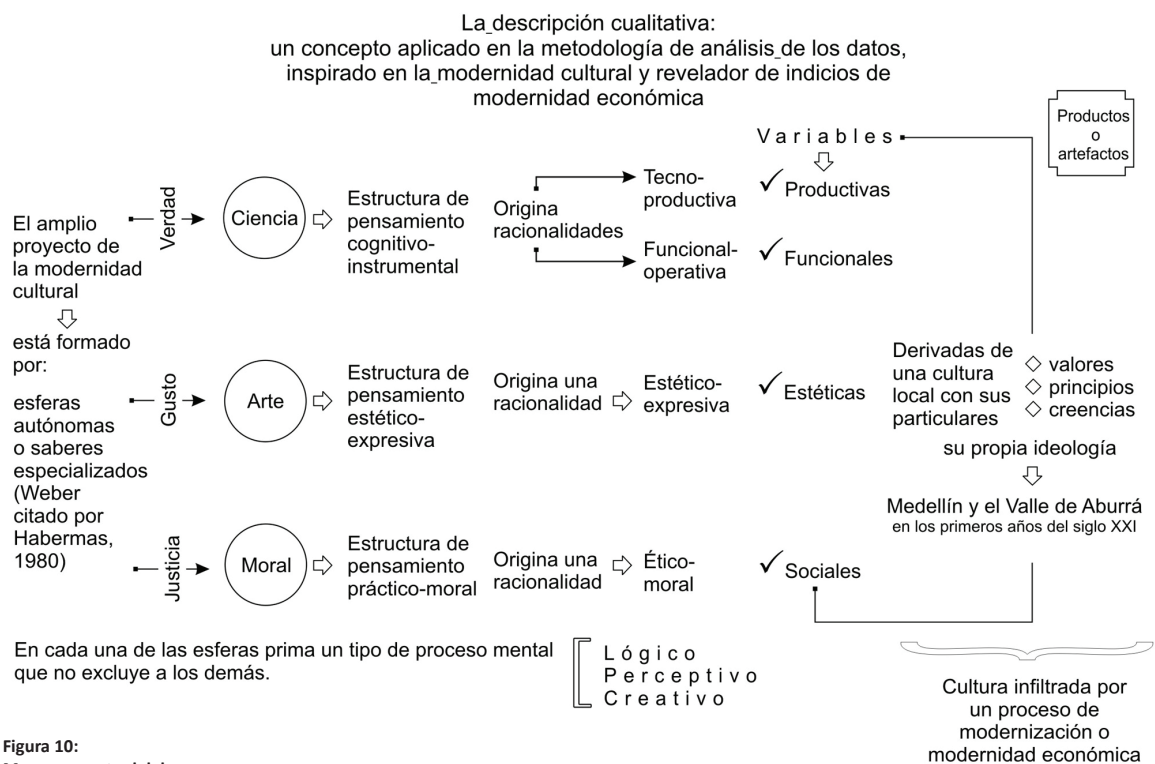 La_descripción cualitativa:
un concepto aplicado en la metodología de análisis_de los datos,
inspirado en la_modernidad cultural y revelador de indicios de
modernidad económica
Productos
o
artefactos
Variables
El amplio
proyecto de
la modernidad
cultural
está formado
por:
esferas
autónomas
o saberes
especializados
(Weber
citado por
Habermas,
1980)
Verdad
Ciencia
Estructura de
pensamiento
cognitivo-
instrumental
Origina
racionalidades
Tecno-
productiva
Productivas
Funcional-
operativa
Funcionales
Gusto
Arte
Estructura de
pensamiento
estético-
expresiva
Origina una
racionalidad
Estético-
expresiva
Estéticas
Justicia
Moral
Estructura de
pensamiento
práctico-moral
Origina una
racionalidad
Ético-
moral
Sociales
Derivadas de
una cultura
local con sus
particulares
valores
principios
creencias
su propia ideología
Medellín y el Valle de Aburrá
en los primeros años del siglo XXI
En cada una de las esferas prima un tipo de proceso mental
que no excluye a los demás.
Lógico
Perceptivo
Creativo
Cultura infiltrada por
un proceso de
modernización o
modernidad económica
Figura 10: